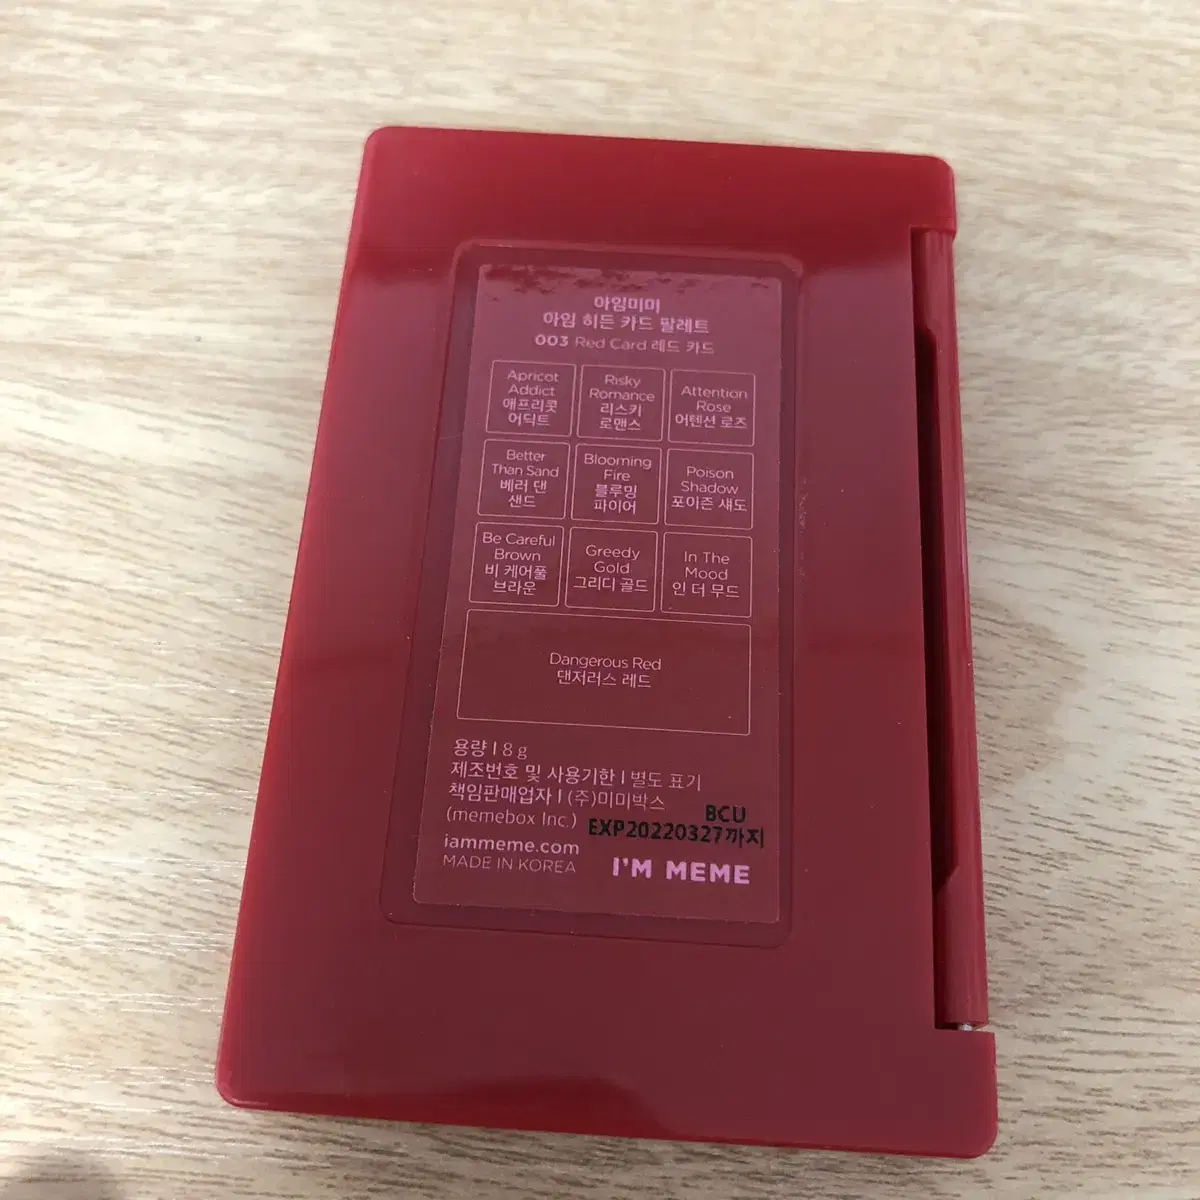 아임미미
아임 히든 카드 팔레트
003 Red Card 레드 카드
Apricot
Addict
애프리콧
어딕트
Risky
Romance
리스키
로맨스
Attention
Rose
어텐션 로즈
Better
Than Sand
베러 댄
샌드
Blooming
Fire
블루밍
파이어
Poison
Shadow
포이즌 섀도
Be Careful
Brown
비 케어풀
브라운
Greedy
Gold
그리디 골드
In The
Mood
인 더 무드
Dangerous Red
댄저러스 레드
용량 | 8 g
제조번호 및 사용기한 | 별도 표기
책임판매업자 | (주)미미박스
(memebox Inc.)
BCU
EXP20220327까지
iammeme.com
MADE IN KOREA
I'M MEME